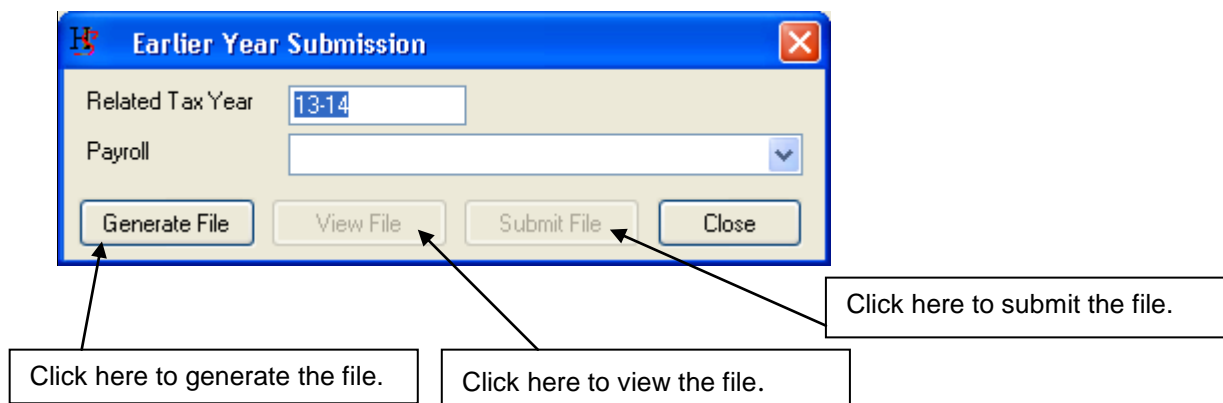 Earlier Year Submission
Related Tax Year 13-14
Payroll
Generate File View File Submit File Close
Click here to submit the file.
Click here to generate the file.
Click here to view the file.